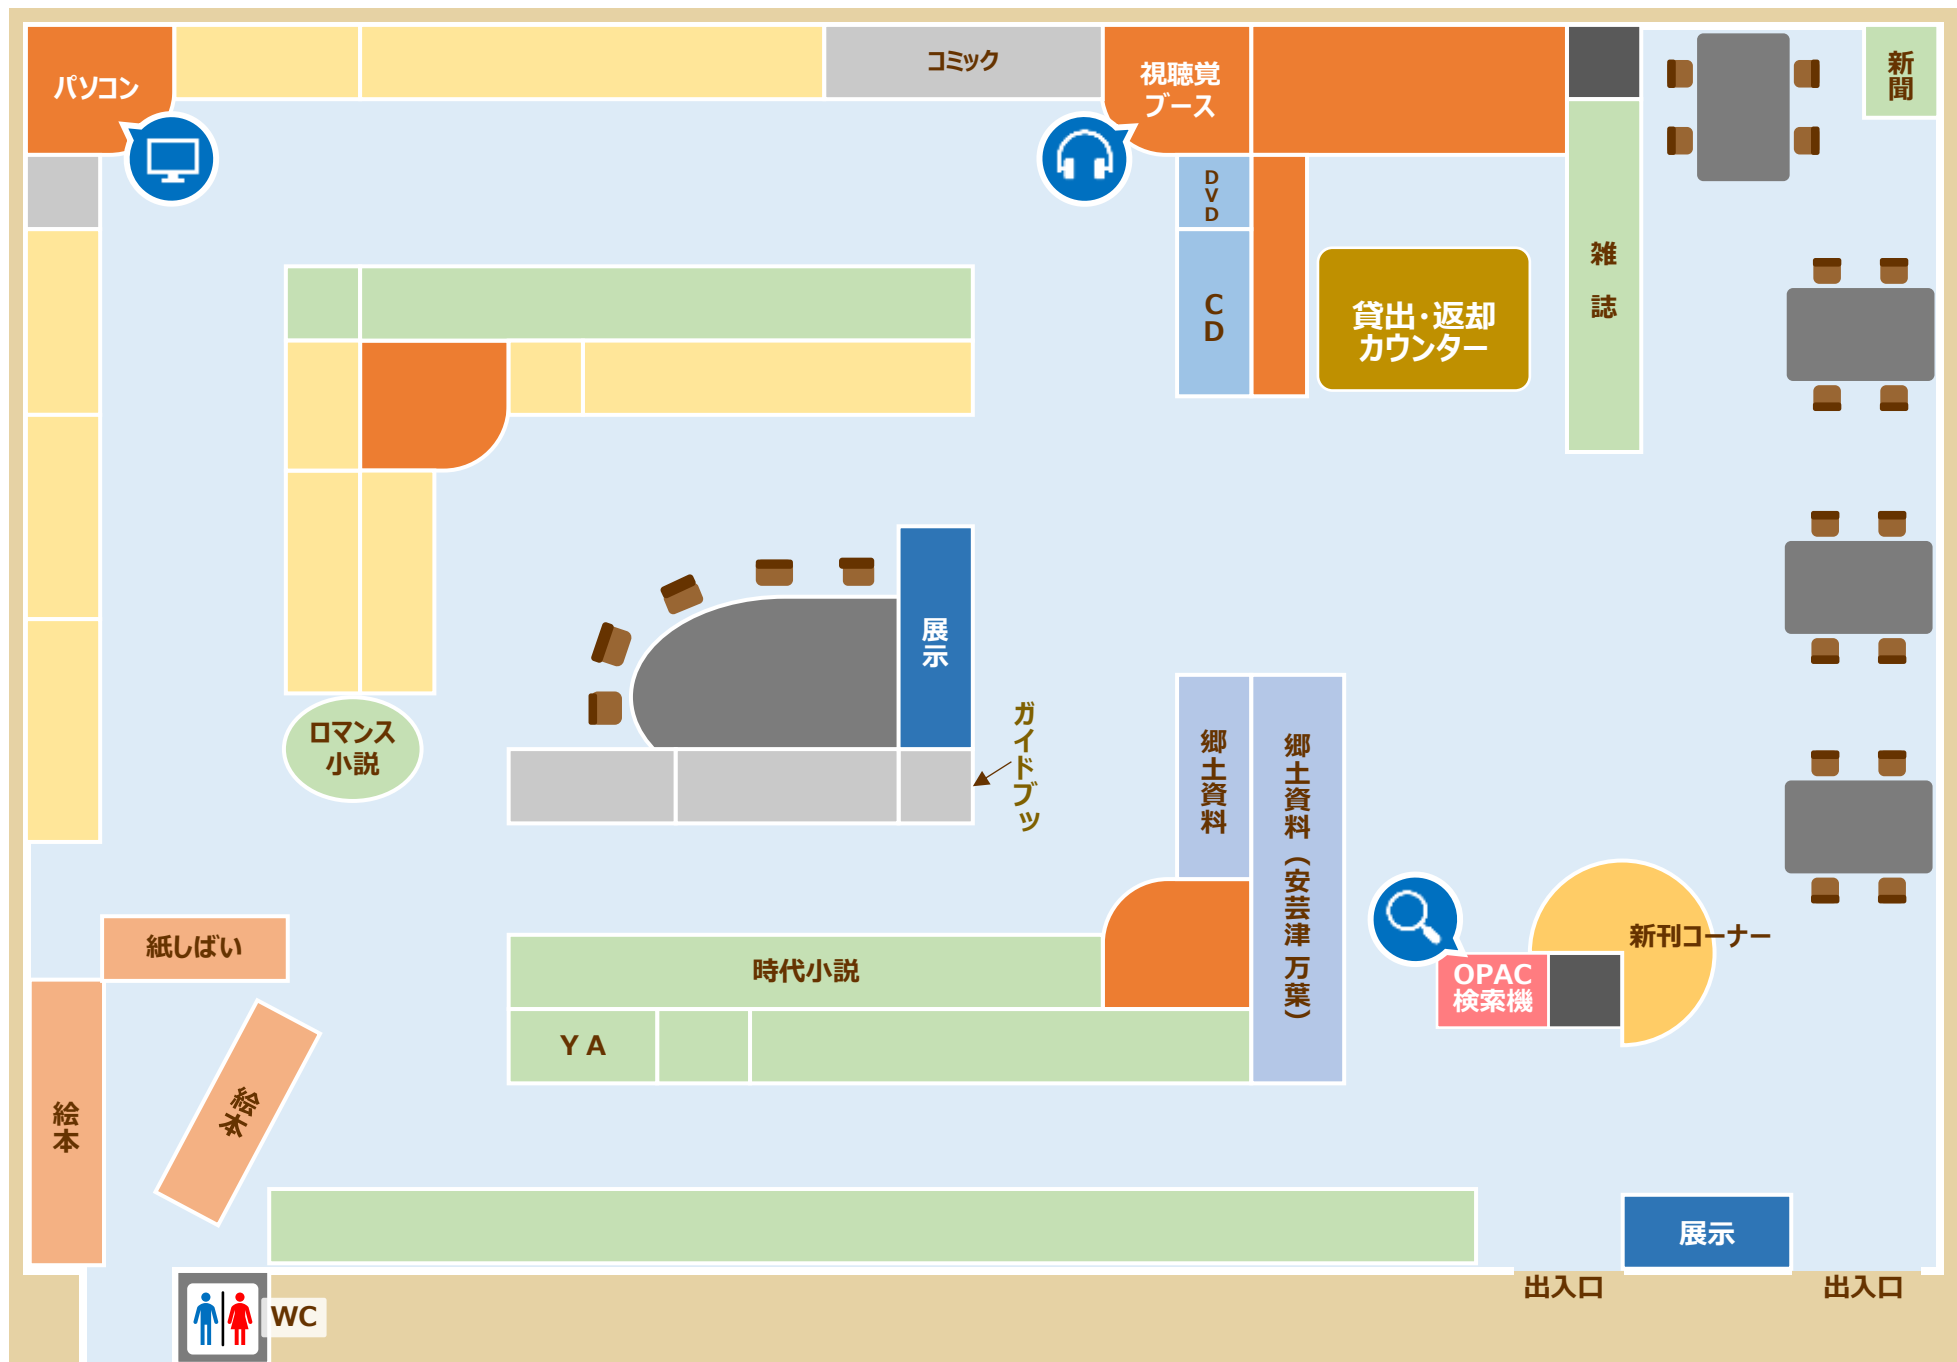 パソコン
コミック
視聴覚
ブース
新聞
DVD
CD
貸出・返却
カウンター
雑誌
展示
ロマンス
小説
ガイドブッ
郷土資料
郷土資料（安芸津 万葉）
紙しばい
時代小説
新刊コーナー
OPAC
検索機
YA
絵本
絵本
展示
出入口
出入口
WC